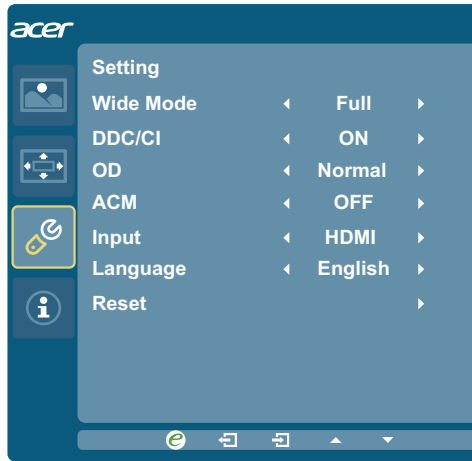 acer
Setting
Wide Mode Full
DDC/CI ON
OD Normal
ACM OFF
Input HDMI
Language English
Reset
i
e